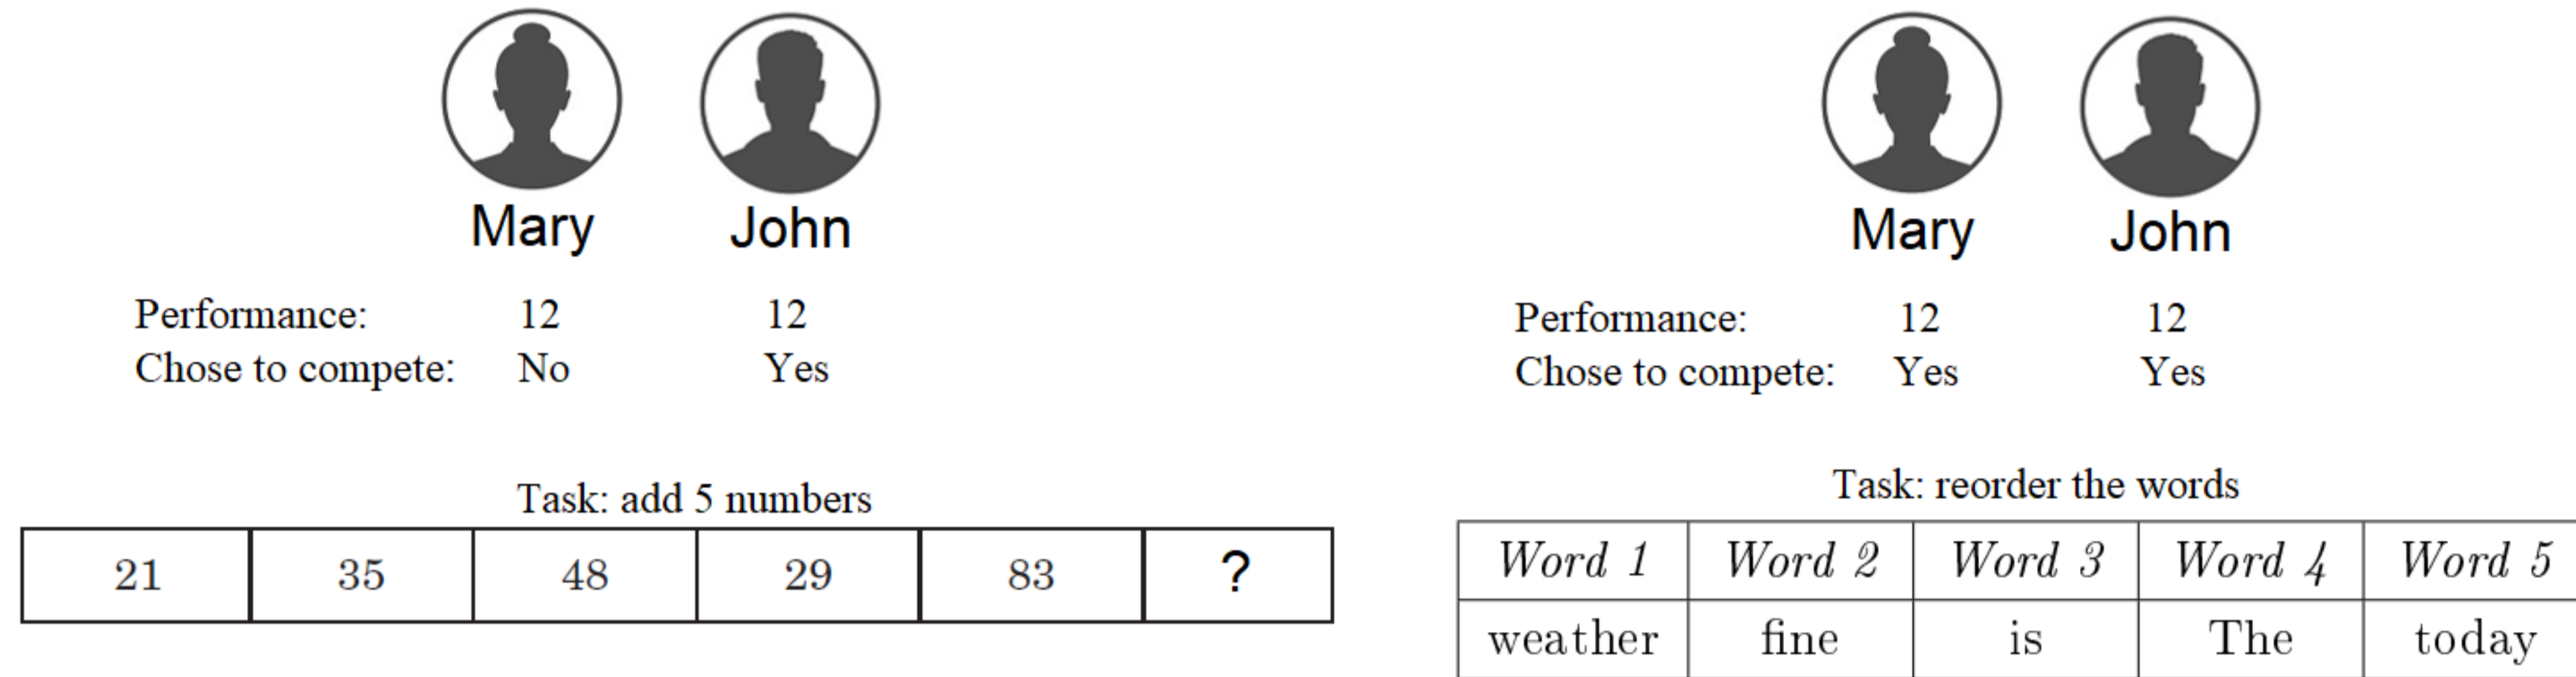 Mary John
Performance: 12 12
Chose to compete: No Yes
Task: add 5 numbers
21 35 48 29 83 ?
Mary John
Performance: 12 12
Chose to compete: Yes Yes
Task: reorder the words
Word 1 Word 2 Word 3 Word 4 Word 5
weather fine is The today